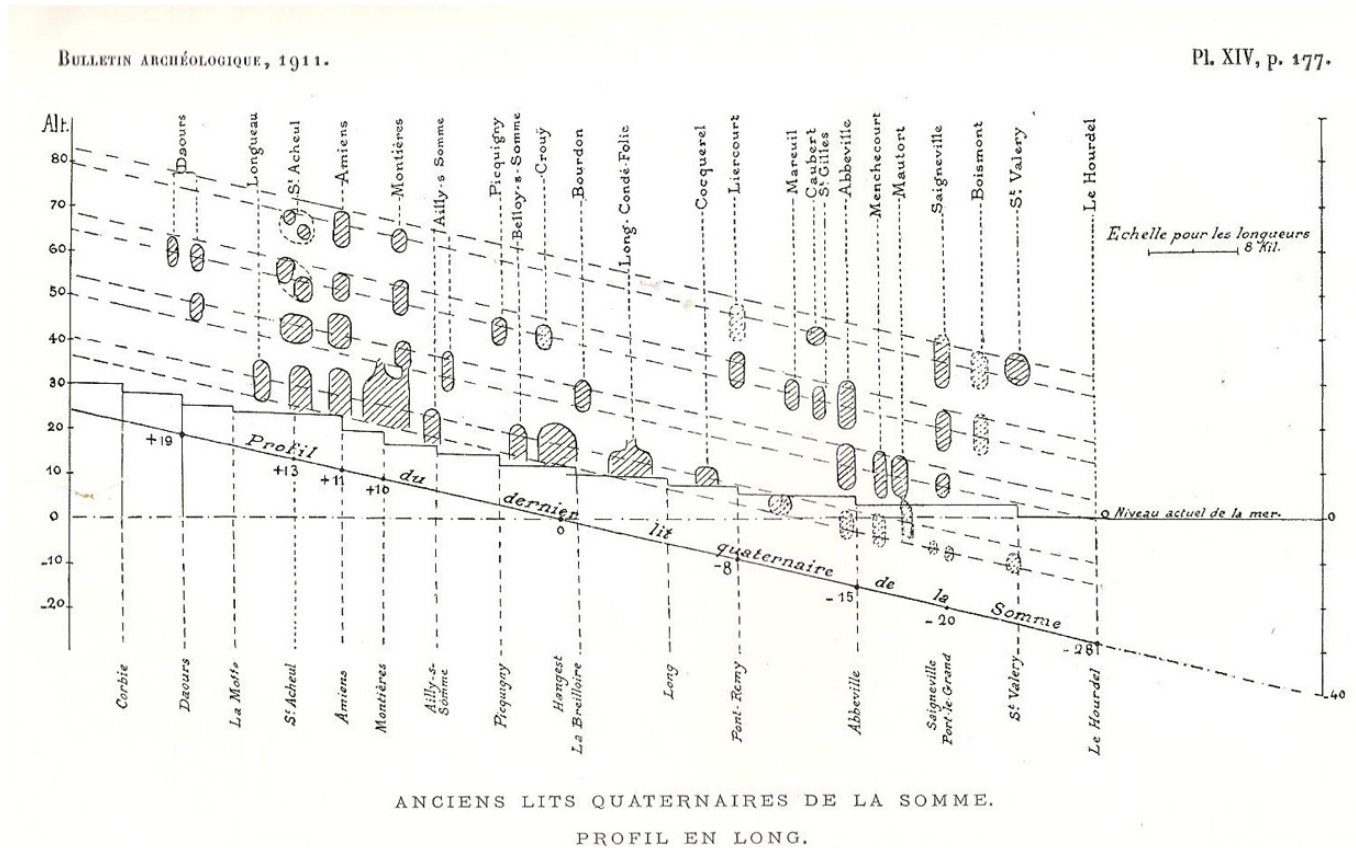 BULLETIN ARCHÉOLOGIQUE, 1911.
Pl. XIV, p. 177.
Alt.
80
70
60
50
40
30
20
10
0
-10
-20
Daours
Longueau
St Acheul
Amiens
Montières
Ailly-s Somme
Picquigny
Belloy-s-Somme
Crouÿ
Bourdon
Long-Condé-Folie
Cocquerel
Liercourt
Mareuil
Caubert
St Gilles
Abbeville
Menchecourt
Mautort
Saigneville
Boismont
St Valery
Le Hourdel
Echelle pour les longueurs
8 Kil.
Profil du dernier lit quaternaire de la Somme
+19
+13
+11
+10
0
-8
-15
-20
-28
0 Niveau actuel de la mer.
0
-40
Corbie
Daours
La Motte
St Acheul
Amiens
Montières
Ailly-s-
Somme
Picquigny
Hangest
La Breilloire
Long
Pont-Remy
Abbeville
Saigneville
Port-le-Grand
St Valery
Le Hourdel
ANCIENS LITS QUATERNAIRES DE LA SOMME.
PROFIL EN LONG.